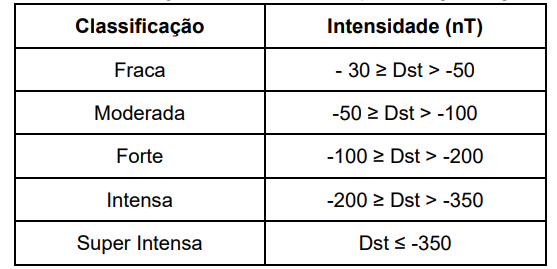 Classificação Intensidade (nT)
Fraca - 30 ≥ Dst > -50
Moderada -50 ≥ Dst > -100
Forte -100 ≥ Dst > -200
Intensa -200 ≥ Dst > -350
Super Intensa Dst ≤ -350